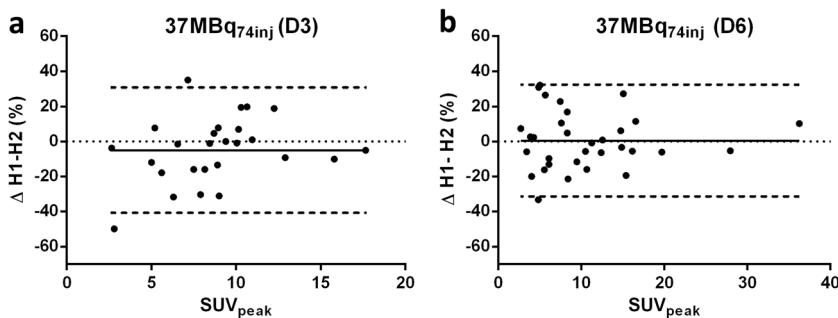 a
37MBq74inj (D3)
Δ H1-H2 (%)
60
40
20
0
-20
-40
-60
0 5 10 15 20
SUVpeak
b
37MBq74inj (D6)
Δ H1- H2 (%)
60
40
20
0
-20
-40
-60
0 10 20 30 40
SUVpeak